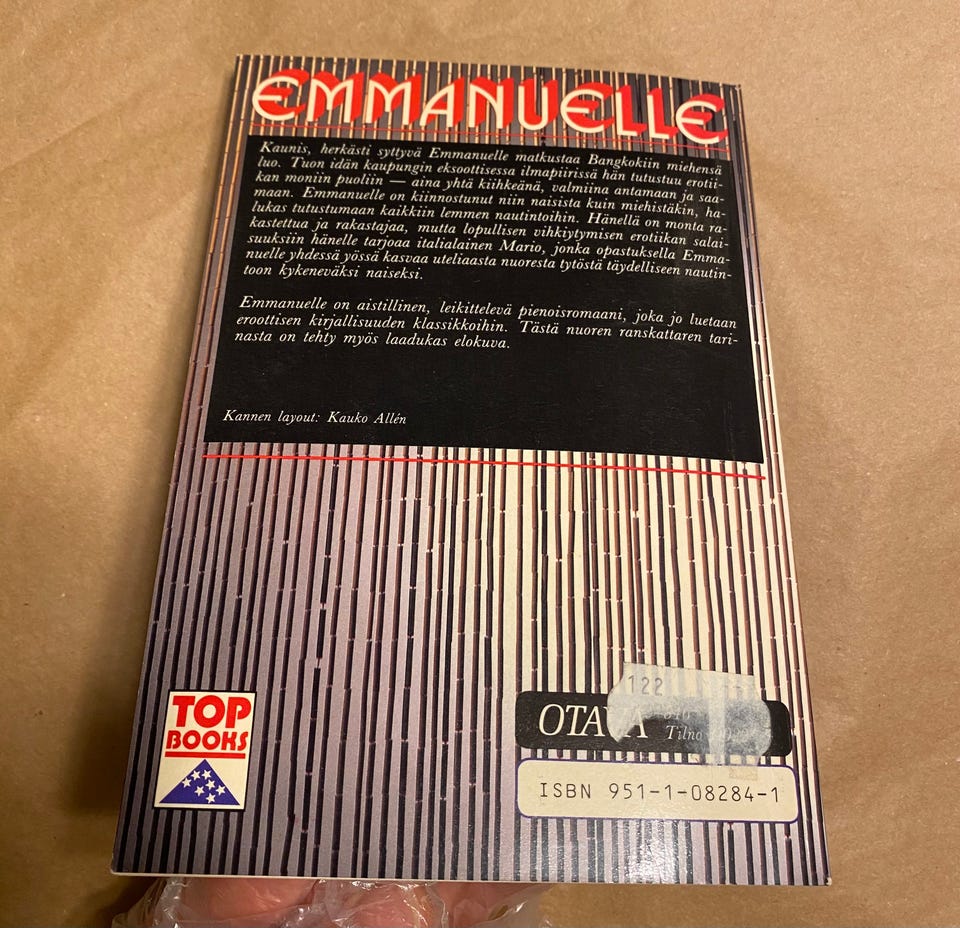 EMMANUELLE
Kaunis, herkästi syttyvä Emmanuelle matkustaa Bangkokiin miehensä
luo. Tuon idän kaupungin eksoottisessa ilmapiirissä hän tutustuu eroti-
kan moniin puoliin — aina yhtä kiihkeänä, valmiina antamaan ja saa-
maan. Emmanuelle on kiinnostunut niin naisista kuin miehistäkin, ha-
lukas tutustumaan kaikkiin lemmen nautintoihin. Hänellä on monta ra-
kastettua ja rakastajaa, mutta lopullisen vihkiytymisen erotiikan salai-
suuksiin hänelle tarjoaa italialainen Mario, jonka opastuksella Emma-
nuelle yhdessä yössä kasvaa uteliaasta nuoresta tytöstä täydelliseen nautin-
toon kykeneväksi naiseksi.
Emmanuelle on aistillinen, leikittelevä pienoisromaani, joka jo luetaan
eroottisen kirjallisuuden klassikkoihin. Tästä nuoren ranskattaren tari-
nasta on tehty myös laadukas elokuva.
Kannen layout: Kauko Allén
TOP
BOOKS
122
OTAVA
Tilno
ISBN 951-1-08284-1